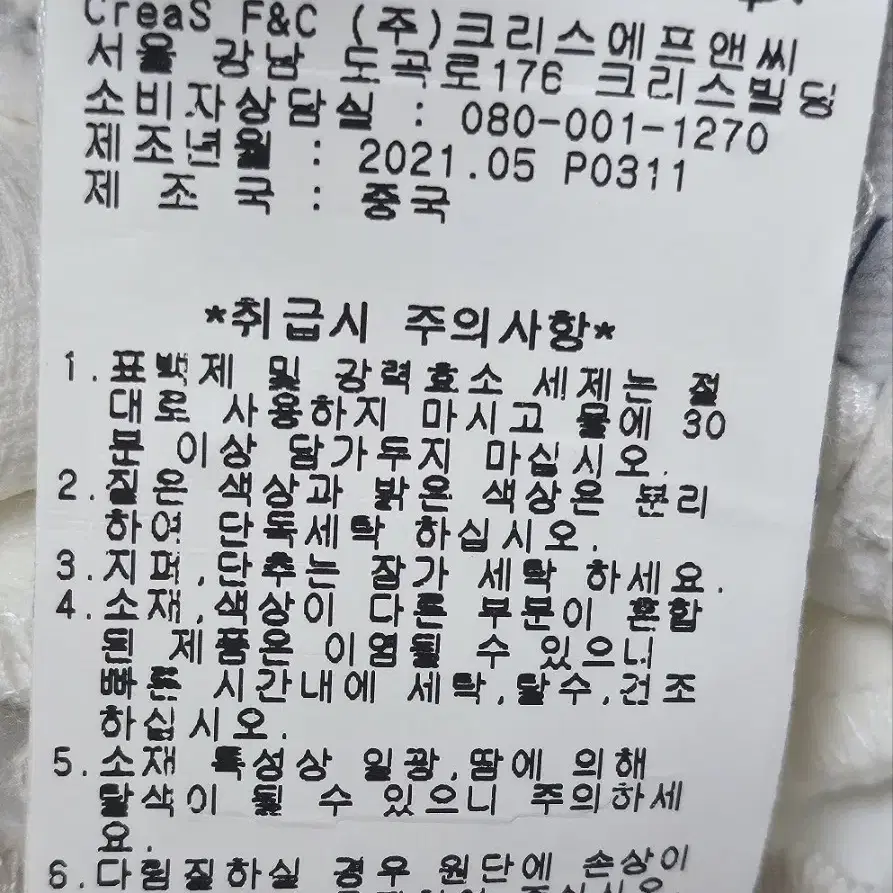 CreaS F&C (주)크리스에프앤씨
서울 강남 도곡로176 크리스빌딩
소비자상담실 : 080-001-1270
제조년월 : 2021.05 P0311
제 조 국 : 중국
*취급시 주의사항*
1.표백제 및 강력효소 세제는 절
대로 사용하지 마시고 물에 30
분 이상 담가두지 마십시오.
2.짙은 색상과 밝은 색상은 분리
하여 단독세탁 하십시오.
3.지퍼,단추는 잠가 세탁 하세요.
4.소재,색상이 다른 부분이 혼합
된 제품은 이염될 수 있으니
빠른 시간내에 세탁,탈수,건조
하십시오.
5.소재 특성상 일광,땀에 의해
탈색이 될 수 있으니 주의하세
요.
6.다림질하실 경우 원단에 손상이